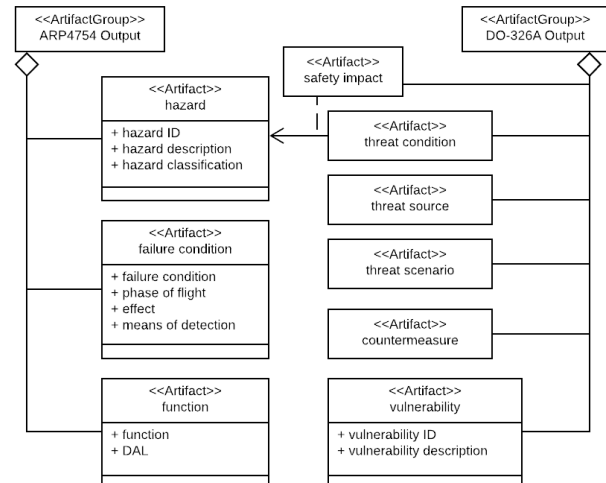 <<ArtifactGroup>>
ARP4754 Output
<<ArtifactGroup>>
DO-326A Output
<<Artifact>>
safety impact
<<Artifact>>
hazard
+ hazard ID
+ hazard description
+ hazard classification
<<Artifact>>
threat condition
<<Artifact>>
threat source
<<Artifact>>
failure condition
+ failure condition
+ phase of flight
+ effect
+ means of detection
<<Artifact>>
threat scenario
<<Artifact>>
countermeasure
<<Artifact>>
function
+ function
+ DAL
<<Artifact>>
vulnerability
+ vulnerability ID
+ vulnerability description